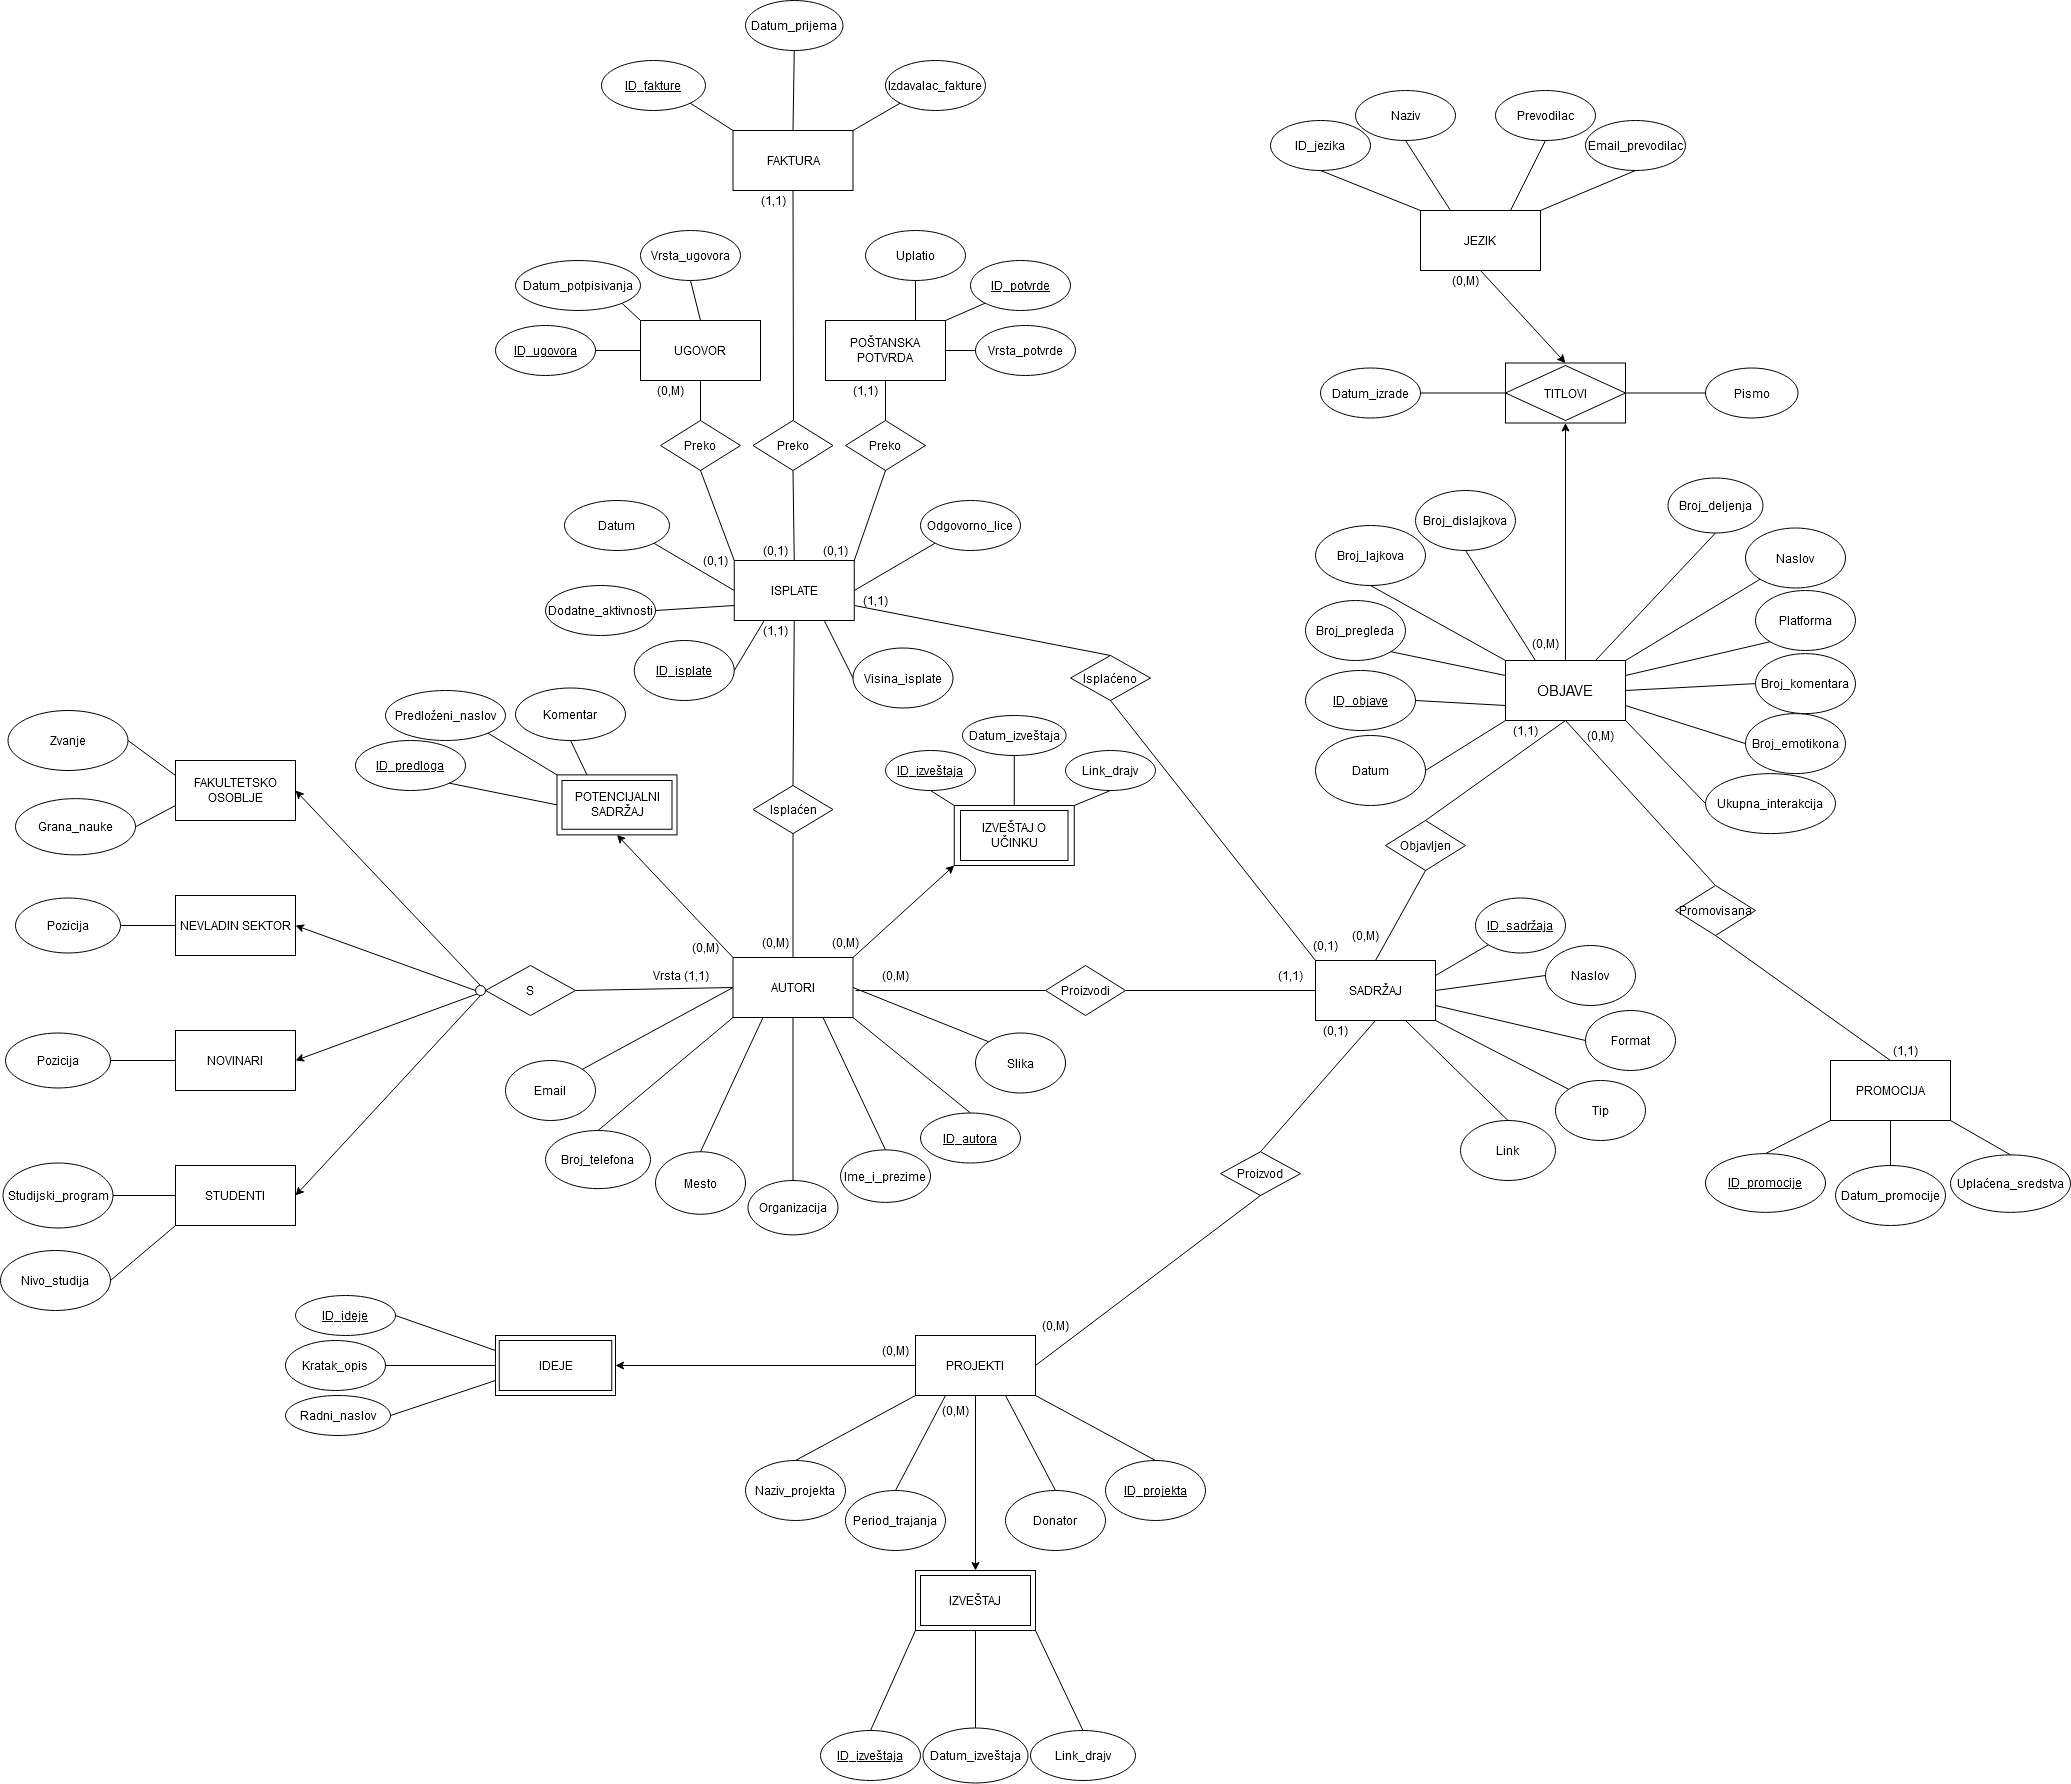 Datum_prijema
ID_fakture
Izdavalac_fakture
FAKTURA
(1,1)
Naziv
Prevodilac
ID_jezika
Email_prevodilac
JEZIK
(0,M)
Vrsta_ugovora
Datum_potpisivanja
ID_ugovora
UGOVOR
(0,M)
Uplatio
ID_potvrde
Vrsta_potvrde
POŠTANSKA
POTVRDA
(1,1)
Datum_izrade
TITLOVI
Pismo
Preko
Preko
Preko
Datum
Odgovorno_lice
(0,1)
(0,1)
(0,1)
ISPLATE
(1,1)
Dodatne_aktivnosti
(1,1)
ID_isplate
Visina_isplate
Isplaćeno
Broj_deljenja
Broj_dislajkova
Broj_lajkova
Naslov
Platforma
Broj_pregleda
(0,M)
Broj_komentara
OBJAVE
ID_objave
(1,1)
(0,M)
Broj_emotikona
Datum
Ukupna_interakcija
Predloženi_naslov
Komentar
ID_predloga
POTENCIJALNI
SADRŽAJ
Datum_izveštaja
ID_izveštaja
Link_drajv
IZVEŠTAJ O
UČINKU
Isplaćen
Objavljen
Promovisana
Zvanje
FAKULTETSKO
OSOBLJE
Grana_nauke
Pozicija
NEVLADIN SEKTOR
Pozicija
NOVINARI
Studijski_program
STUDENTI
Nivo_studija
S
Vrsta (1,1)
(0,M)
(0,M)
(0,M)
(0,M)
AUTORI
Proizvodi
(1,1)
(0,1)
(0,M)
SADRŽAJ
(0,1)
ID_sadržaja
Naslov
Format
Tip
Link
Slika
Email
ID_autora
Broj_telefona
Mesto
Ime_i_prezime
Organizacija
(1,1)
PROMOCIJA
ID_promocije
Datum_promocije
Uplaćena_sredstva
Proizvod
ID_ideje
Kratak_opis
Radni_naslov
IDEJE
(0,M)
(0,M)
PROJEKTI
(0,M)
Naziv_projekta
Period_trajanja
Donator
ID_projekta
IZVEŠTAJ
ID_izveštaja
Datum_izveštaja
Link_drajv